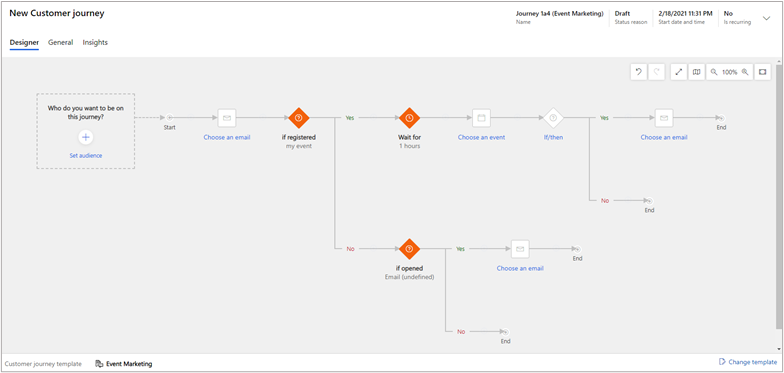 New Customer journey
Journey 1a4 (Event Marketing)
Name
Draft
Status reason
2/18/2021 11:31 PM
Start date and time
No
Is recurring
Designer
General
Insights
100%
Who do you want to be on
this journey?
Set audience
Start
Choose an email
if registered
my event
Yes
Wait for
1 hours
Choose an event
If/then
Yes
Choose an email
End
No
End
No
if opened
Email (undefined)
Yes
Choose an email
End
No
End
Customer journey template
Event Marketing
Change template